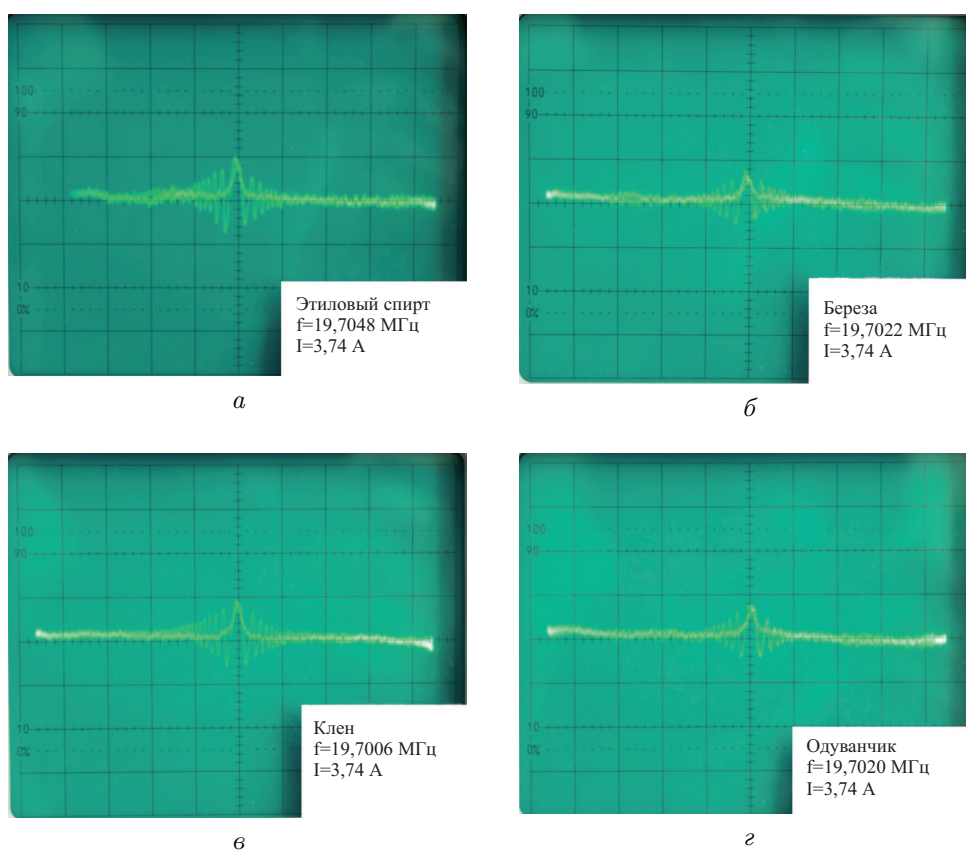 100
90
10
0%
Этиловый спирт
f=19,7048 МГц
I=3,74 А
а
100
90
10
0%
Береза
f=19,7022 МГц
I=3,74 А
б
100
90
10
0%
Клен
f=19,7006 МГц
I=3,74 А
в
100
90
10
0%
Одуванчик
f=19,7020 МГц
I=3,74 А
г